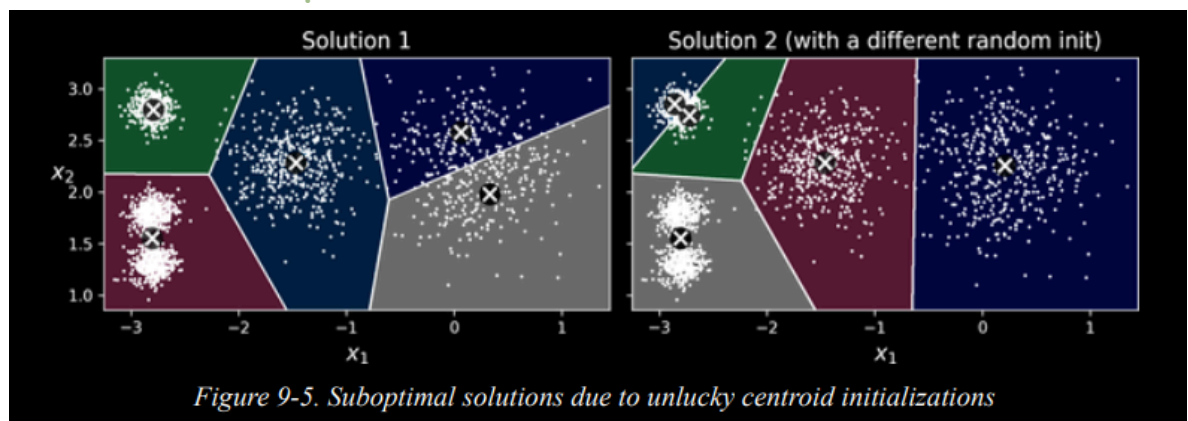 Solution 1
Solution 2 (with a different random init)
3.0
2.5
x₂
2.0
1.5
1.0
−3 −2 −1 0 1
−3 −2 −1 0 1
x₁
x₁
Figure 9-5. Suboptimal solutions due to unlucky centroid initializations